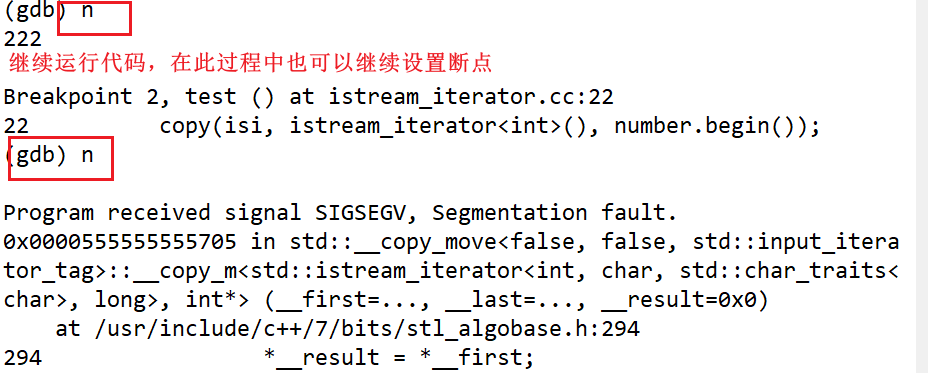 (gdb) n
222
继续运行代码，在此过程中也可以继续设置断点
Breakpoint 2, test () at istream_iterator.cc:22
22          copy(isi, istream_iterator<int>(), number.begin());
(gdb) n
Program received signal SIGSEGV, Segmentation fault.
0x0000555555555705 in std::__copy_move<false, false, std::input_itera
tor_tag>::__copy_m<std::istream_iterator<int, char, std::char_traits<
char>, long>, int*> (__first=..., __last=..., __result=0x0)
    at /usr/include/c++/7/bits/stl_algobase.h:294
294                *__result = *__first;